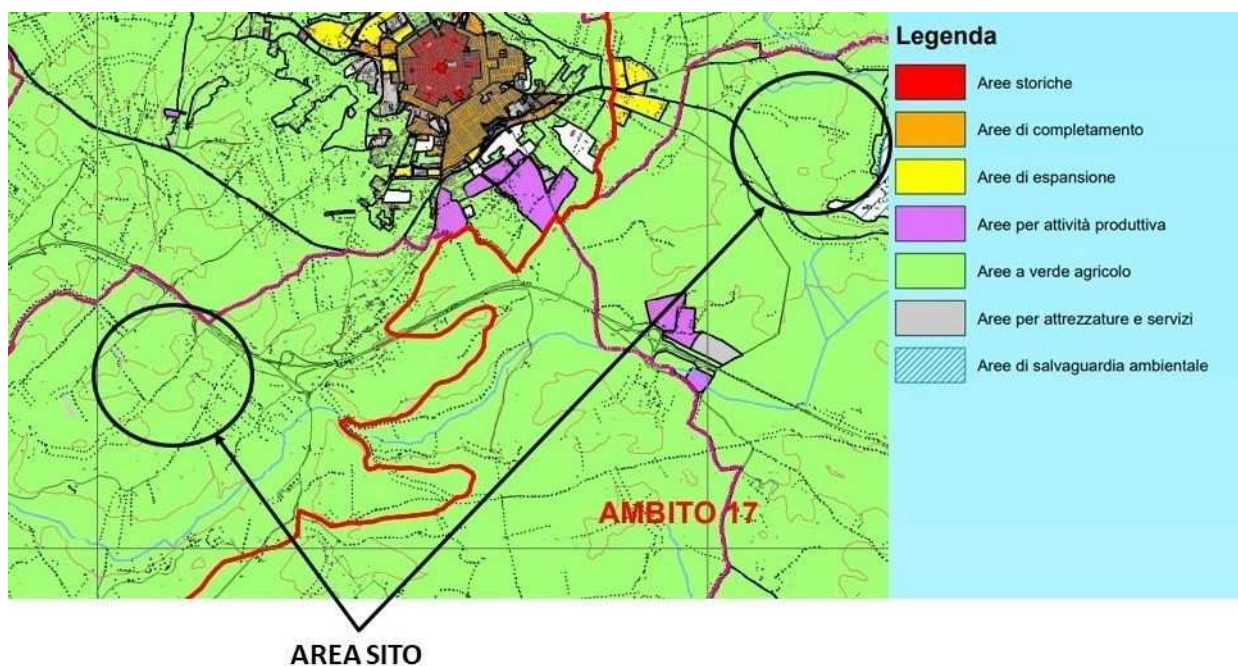 Legenda
Aree storiche
Aree di completamento
Aree di espansione
Aree per attività produttiva
Aree a verde agricolo
Aree per attrezzature e servizi
Aree di salvaguardia ambientale
AMBITO 17
AREA SITO